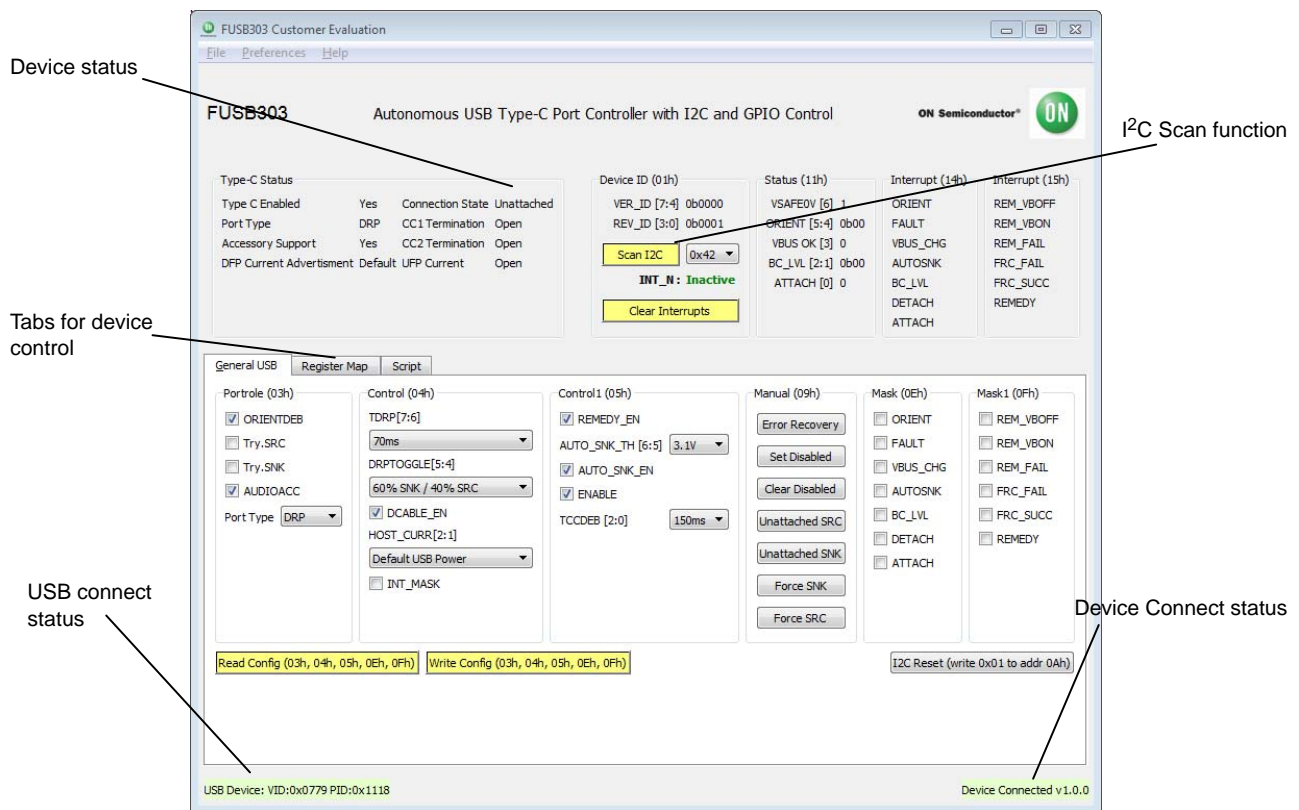 FUSB303 Customer Evaluation
File Preferences Help
Device status
FUSB303
Autonomous USB Type-C Port Controller with I2C and GPIO Control
ON Semiconductor®
ON
I2C Scan function
Type-C Status
Type C Enabled Yes Connection State Unattached
Port Type DRP CC1 Termination Open
Accessory Support Yes CC2 Termination Open
DFP Current Advertisment Default UFP Current Open
Device ID (01h)
VER_ID [7:4] 0b0000
REV_ID [3:0] 0b0001
Scan I2C 0x42
INT_N: Inactive
Clear Interrupts
Status (11h)
VSAFE0V [6] 1
ORIENT [5:4] 0b00
VBUS OK [3] 0
BC_LVL [2:1] 0b00
ATTACH [0] 0
Interrupt (14h)
ORIENT
FAULT
VBUS_CHG
AUTOSNK
BC_LVL
DETACH
ATTACH
Interrupt (15h)
REM_VBOFF
REM_VBON
REM_FAIL
FRC_FAIL
FRC_SUCC
REMEDY
Tabs for device
control
General USB Register Map Script
Portrole (03h)
ORIENTDEB
Try.SRC
Try.SNK
AUDIOACC
Port Type DRP
Control (04h)
TDRP[7:6]
70ms
DRPTOGGLE[5:4]
60% SNK / 40% SRC
DCABLE_EN
HOST_CURR[2:1]
Default USB Power
INT_MASK
Control1 (05h)
REMEDY_EN
AUTO_SNK_TH [6:5] 3.1V
AUTO_SNK_EN
ENABLE
TCCDEB [2:0] 150ms
Manual (09h)
Error Recovery
Set Disabled
Clear Disabled
Unattached SRC
Unattached SNK
Force SNK
Force SRC
Mask (0Eh)
ORIENT
FAULT
VBUS_CHG
AUTOSNK
BC_LVL
DETACH
ATTACH
Mask1 (0Fh)
REM_VBOFF
REM_VBON
REM_FAIL
FRC_FAIL
FRC_SUCC
REMEDY
USB connect
status
Device Connect status
Read Config (03h, 04h, 05h, 0Eh, 0Fh) Write Config (03h, 04h, 05h, 0Eh, 0Fh) I2C Reset (write 0x01 to addr 0Ah)
USB Device: VID:0x0779 PID:0x1118
Device Connected v1.0.0